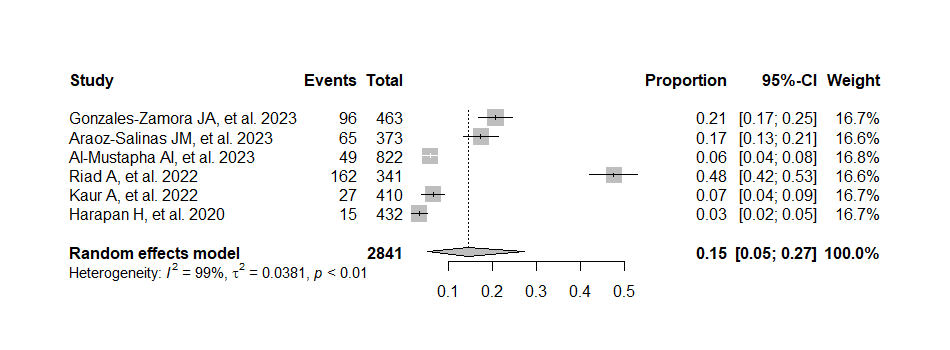 Study Events Total Proportion 95%-CI Weight
Gonzales-Zamora JA, et al. 2023 96 463 0.21 [0.17; 0.25] 16.7%
Araoz-Salinas JM, et al. 2023 65 373 0.17 [0.13; 0.21] 16.6%
Al-Mustapha AI, et al. 2023 49 822 0.06 [0.04; 0.08] 16.8%
Riad A, et al. 2022 162 341 0.48 [0.42; 0.53] 16.6%
Kaur A, et al. 2022 27 410 0.07 [0.04; 0.09] 16.7%
Harapan H, et al. 2020 15 432 0.03 [0.02; 0.05] 16.7%
Random effects model 2841 0.15 [0.05; 0.27] 100.0%
Heterogeneity: I² = 99%, τ² = 0.0381, p < 0.01
0.1 0.2 0.3 0.4 0.5